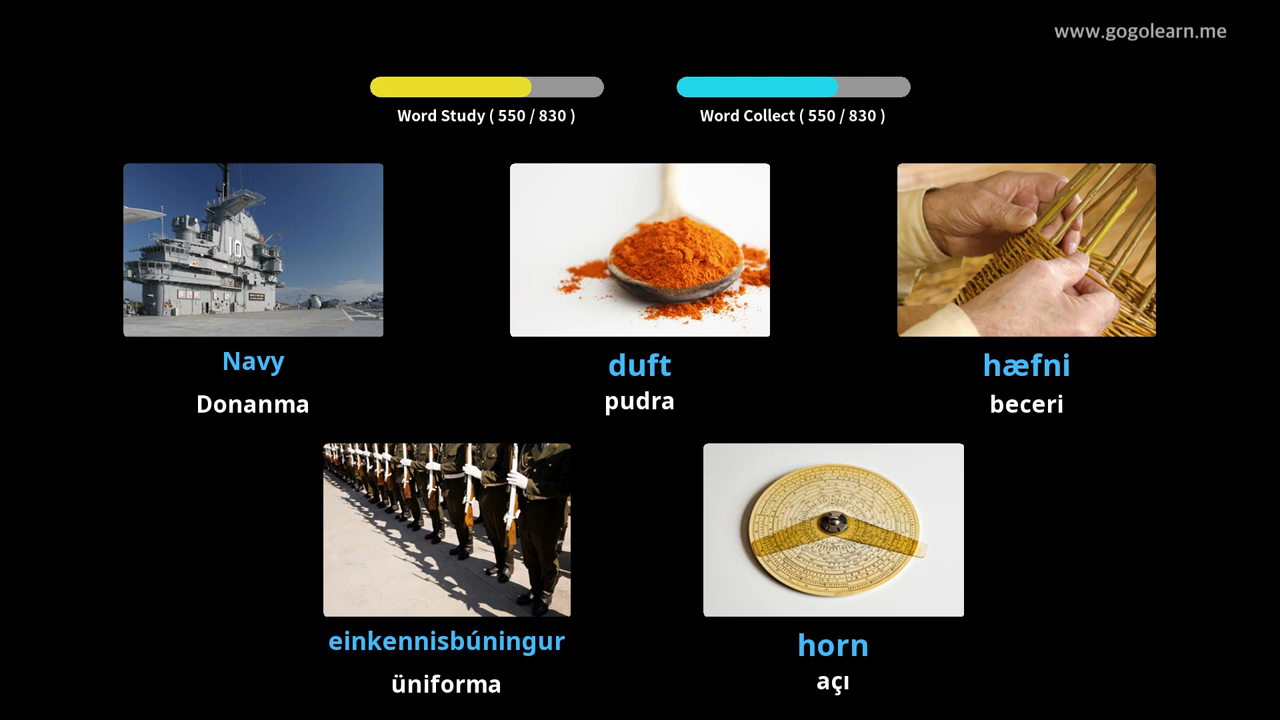 www.gogolearn.me
Word Study ( 550 / 830 )
Word Collect ( 550 / 830 )
10
Navy
Donanma
duft
pudra
hæfni
beceri
einkennisbúningur
üniforma
horn
açı